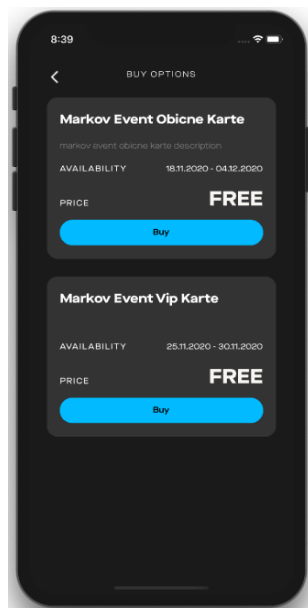 8:39
BUY OPTIONS
Markov Event Obicne Karte
markov event obicne karte description
AVAILABILITY 18.11.2020 - 04.12.2020
PRICE FREE
Buy
Markov Event Vip Karte
AVAILABILITY 25.11.2020 - 30.11.2020
PRICE FREE
Buy